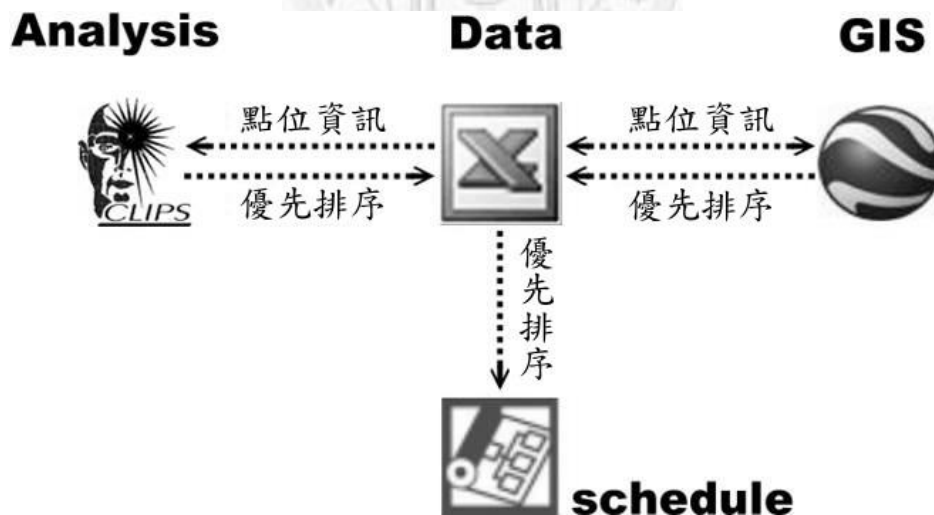 Analysis
Data
GIS
點位資訊
點位資訊
CLIPS
優先排序
優先排序
優先排序
schedule